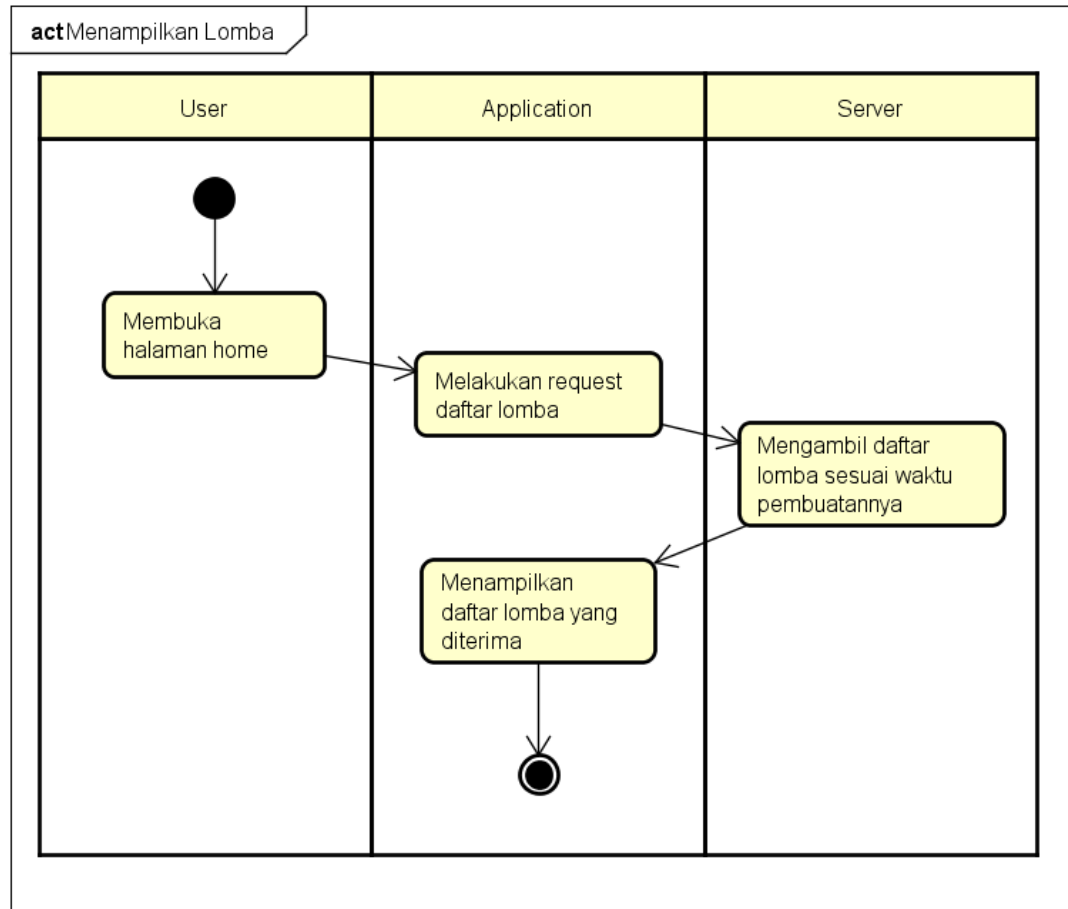 act Menampilkan Lomba
User
Application
Server
Membuka
halaman home
Melakukan request
daftar lomba
Mengambil daftar
lomba sesuai waktu
pembuatannya
Menampilkan
daftar lomba yang
diterima